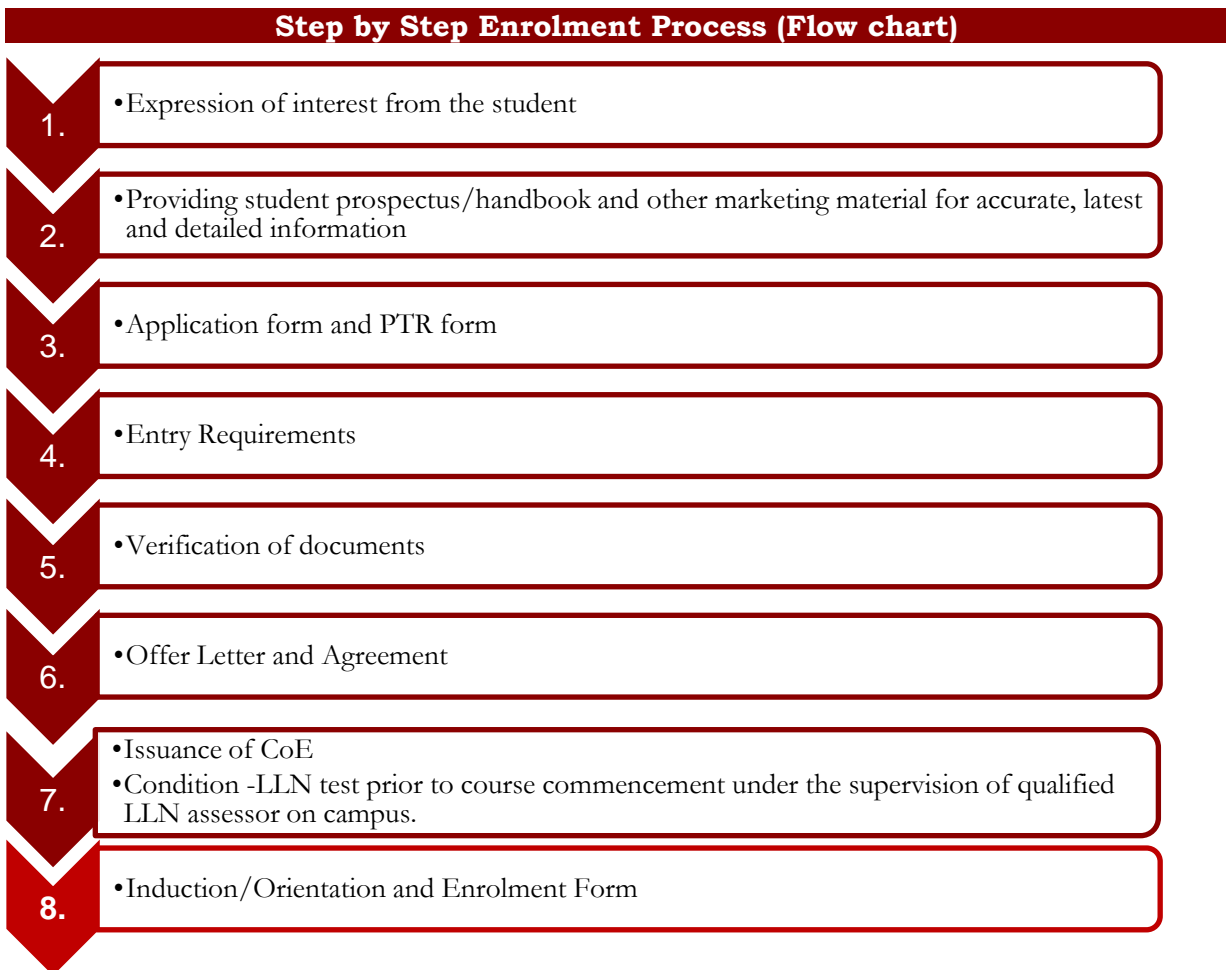 Step by Step Enrolment Process (Flow chart)
1.
•Expression of interest from the student
2.
•Providing student prospectus/handbook and other marketing material for accurate, latest
and detailed information
3.
•Application form and PTR form
4.
•Entry Requirements
5.
•Verification of documents
6.
•Offer Letter and Agreement
7.
•Issuance of CoE
•Condition -LLN test prior to course commencement under the supervision of qualified
LLN assessor on campus.
8.
•Induction/Orientation and Enrolment Form